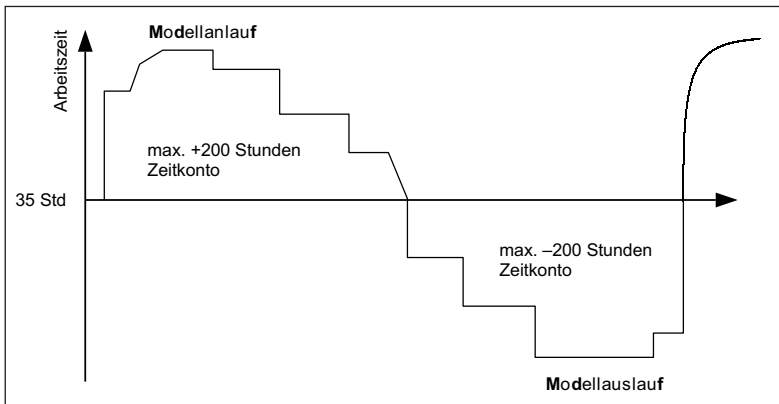 Modellanlauf
Arbeitszeit
max. +200 Stunden
Zeitkonto
35 Std
max. –200 Stunden
Zeitkonto
Modellauslauf